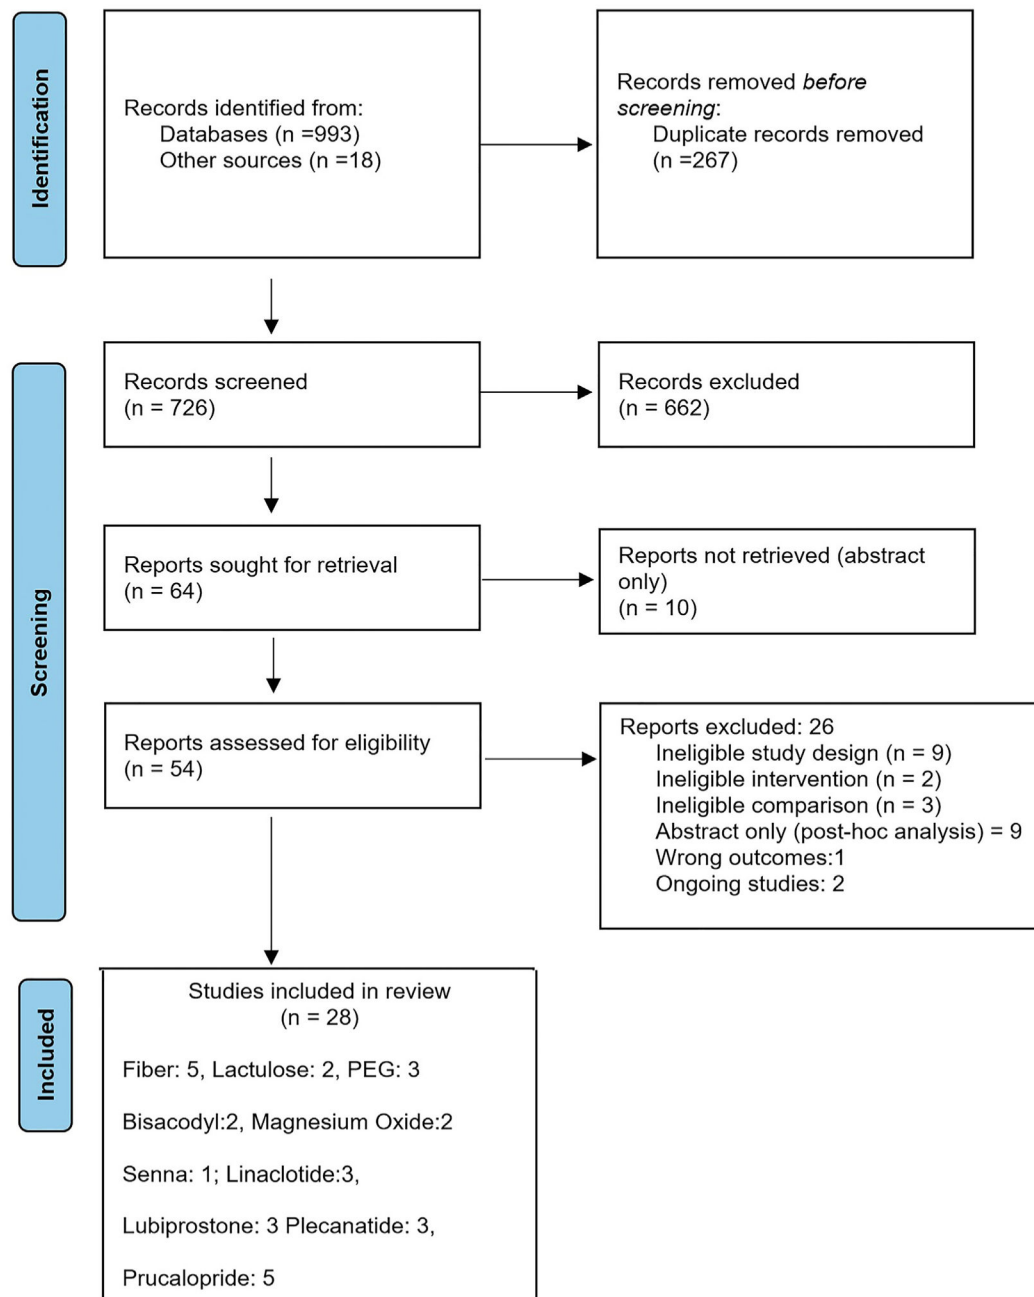 Identification
Records identified from:
Databases (n =993)
Other sources (n =18)
Records removed before
screening:
Duplicate records removed
(n =267)
Screening
Records screened
(n = 726)
Records excluded
(n = 662)
Reports sought for retrieval
(n = 64)
Reports not retrieved (abstract
only)
(n = 10)
Reports assessed for eligibility
(n = 54)
Reports excluded: 26
Ineligible study design (n = 9)
Ineligible intervention (n = 2)
Ineligible comparison (n = 3)
Abstract only (post-hoc analysis) = 9
Wrong outcomes:1
Ongoing studies: 2
Included
Studies included in review
(n = 28)
Fiber: 5, Lactulose: 2, PEG: 3
Bisacodyl:2, Magnesium Oxide:2
Senna: 1; Linaclotide:3,
Lubiprostone: 3 Plecanatide: 3,
Prucalopride: 5